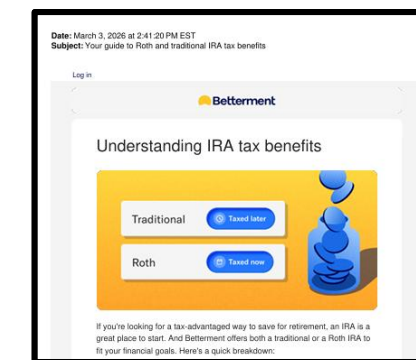 Date: March 3, 2026 at 2:41:20 PM EST
Subject: Your guide to Roth and traditional IRA tax benefits
Log in
Betterment
Understanding IRA tax benefits
Traditional
Taxed later
Roth
Taxed now
If you're looking for a tax-advantaged way to save for retirement, an IRA is a
great place to start. And Betterment offers both a traditional or a Roth IRA to
fit your financial goals. Here's a quick breakdown: